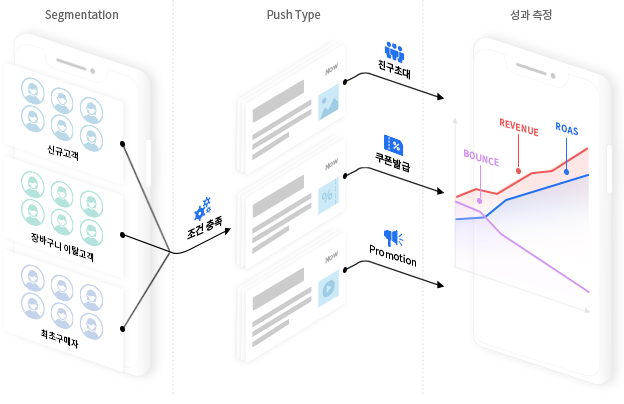 Segmentation
Push Type
성과 측정
신규고객
장바구니 이탈고객
최초구매자
조건 충족
Now
Now
Now
%
친구초대
%
쿠폰발급
Promotion
REVENUE
ROAS
BOUNCE